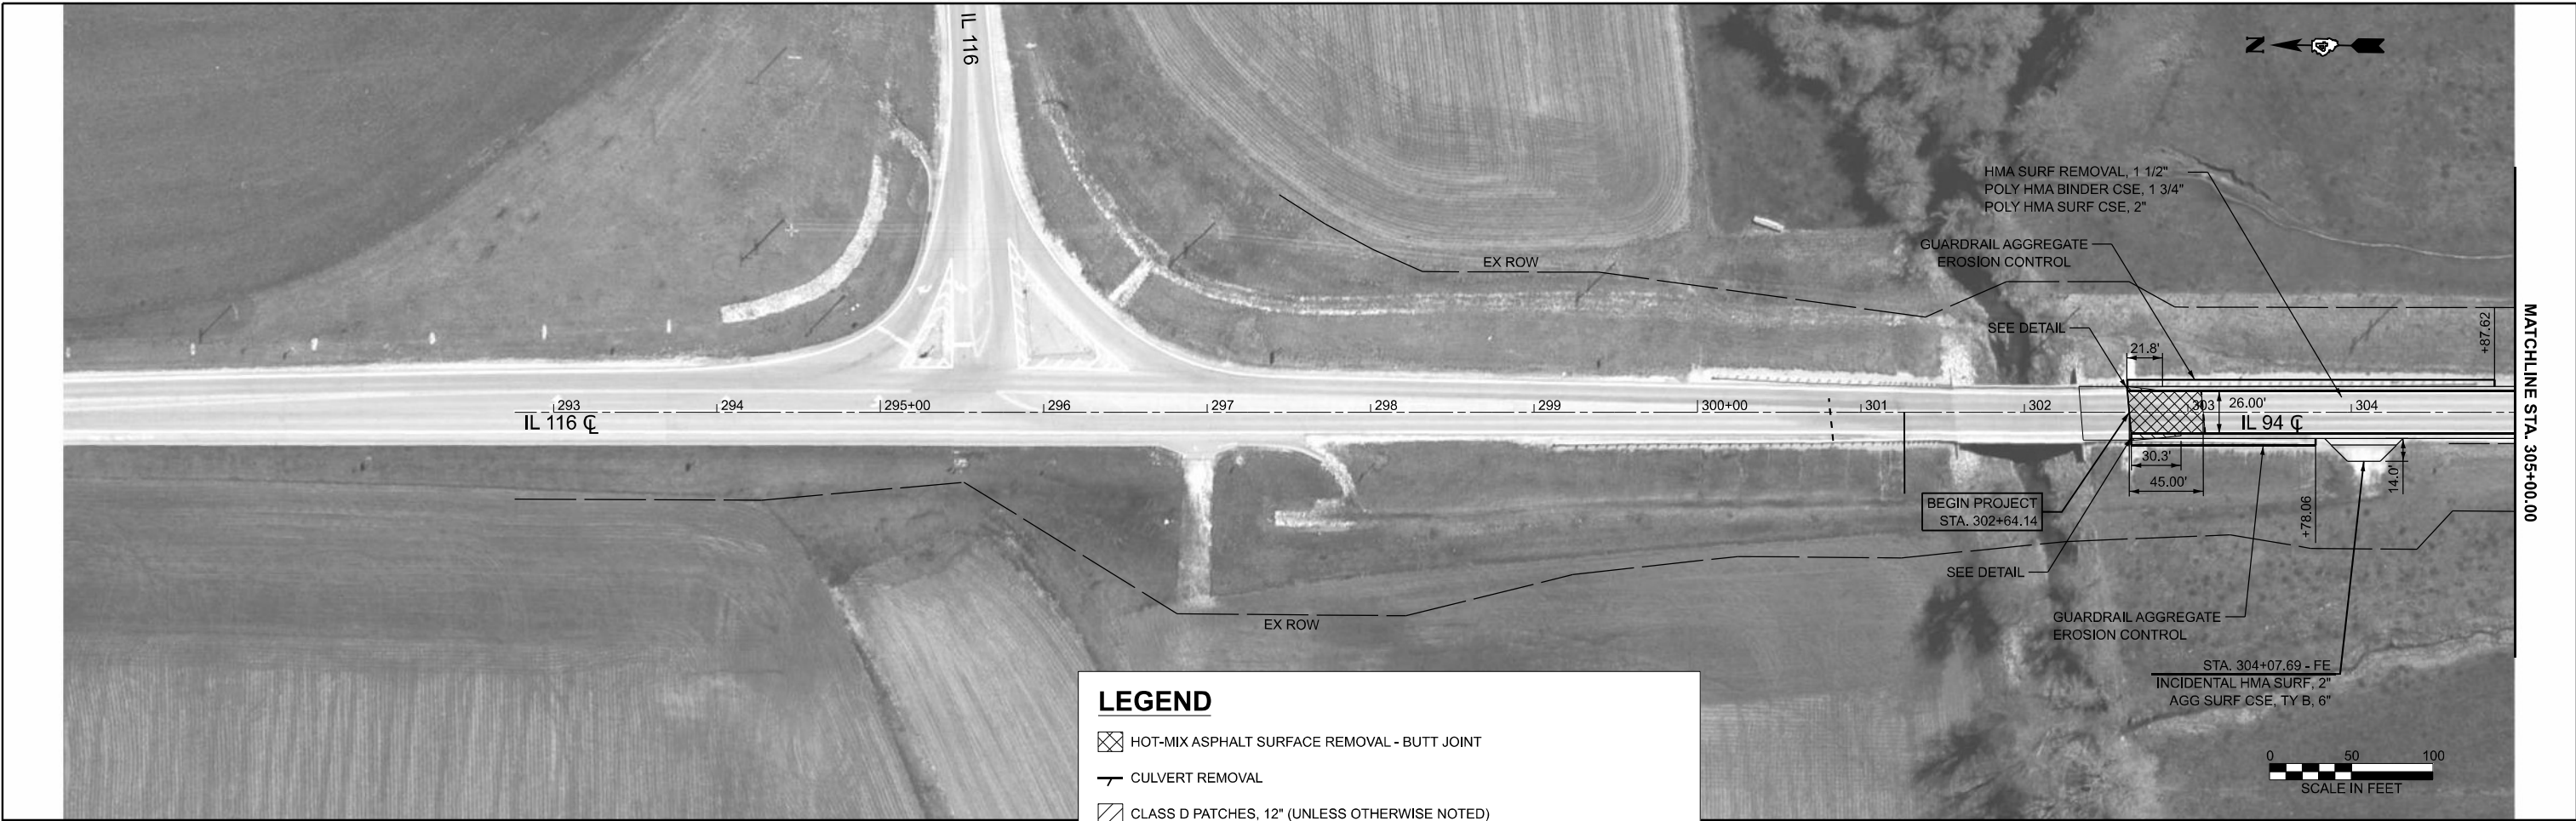 IL 116
N
HMA SURF REMOVAL, 1 1/2"
POLY HMA BINDER CSE, 1 3/4"
POLY HMA SURF CSE, 2"
GUARDRAIL AGGREGATE
EROSION CONTROL
EX ROW
SEE DETAIL
+87.62
MATCHLINE STA. 305+00.00
21.8'
293
294
295+00
296
297
298
299
300+00
301
302
303
26.00'
304
IL 116 ℄
IL 94 ℄
30.3'
45.00'
14.0'
+78.06
BEGIN PROJECT
STA. 302+64.14
SEE DETAIL
EX ROW
GUARDRAIL AGGREGATE
EROSION CONTROL
STA. 304+07.69 - FE
INCIDENTAL HMA SURF, 2"
AGG SURF CSE, TY B, 6"
LEGEND
HOT-MIX ASPHALT SURFACE REMOVAL - BUTT JOINT
CULVERT REMOVAL
CLASS D PATCHES, 12" (UNLESS OTHERWISE NOTED)
0 50 100
SCALE IN FEET